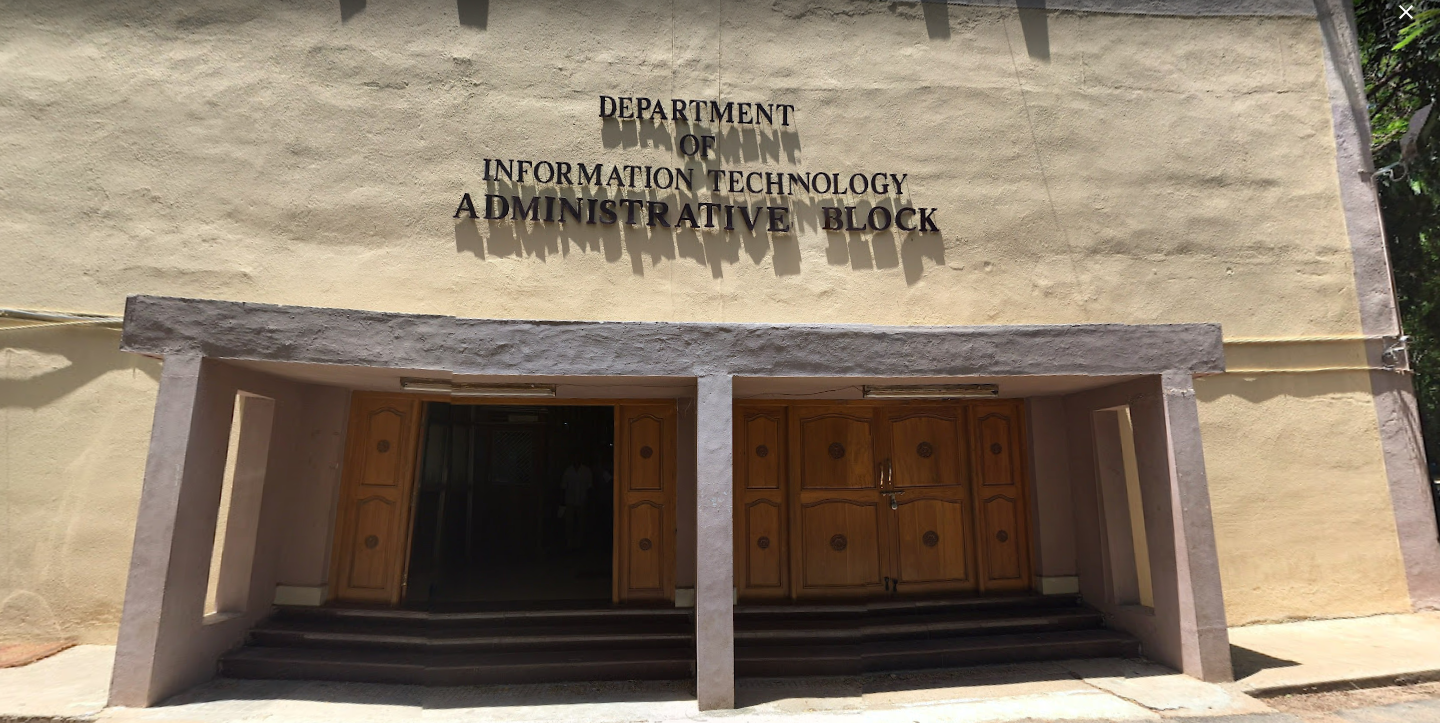 DEPARTMENT
OF
INFORMATION TECHNOLOGY
ADMINISTRATIVE BLOCK